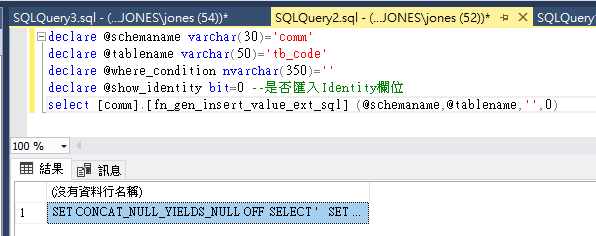 SQLQuery3.sql - (...JONES\jones (54))*
SQLQuery2.sql - (...JONES\jones (52))*
SQLQuery1
declare @schemaname varchar(30)='comm'
declare @tablename varchar(50)='tb_code'
declare @where_condition nvarchar(350)=''
declare @show_identity bit=0 --是否匯入Identity欄位
select [comm].[fn_gen_insert_value_ext_sql] (@schemaname,@tablename,'',0)
100 %
結果
訊息
(沒有資料行名稱)
1 SET CONCAT_NULL_YIELDS_NULL OFF SELECT ' SET ...